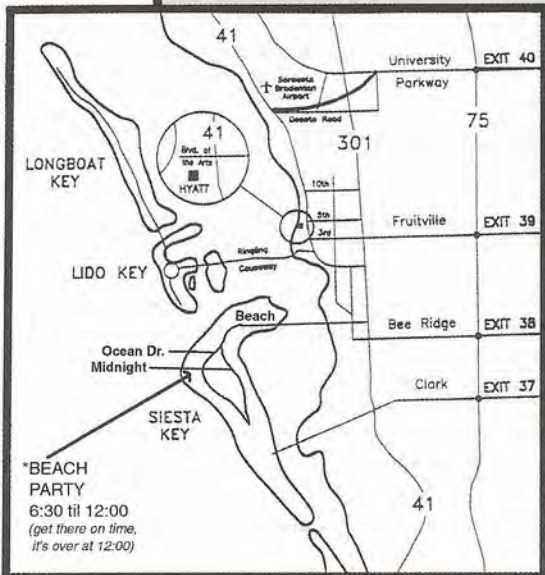 41
University
Parkway
EXIT 40
Sarasota
Bradenton
Airport
Desoto Road
75
301
41
Blvd. of
the Arts
HYATT
LONGBOAT
KEY
10th
5th
3rd
Fruitville
EXIT 39
LIDO KEY
Ringling
Causeway
Beach
Bee Ridge
EXIT 38
Ocean Dr.
Midnight
Clark
EXIT 37
SIESTA
KEY
*BEACH
PARTY
6:30 til 12:00
(get there on time,
it's over at 12:00)
41